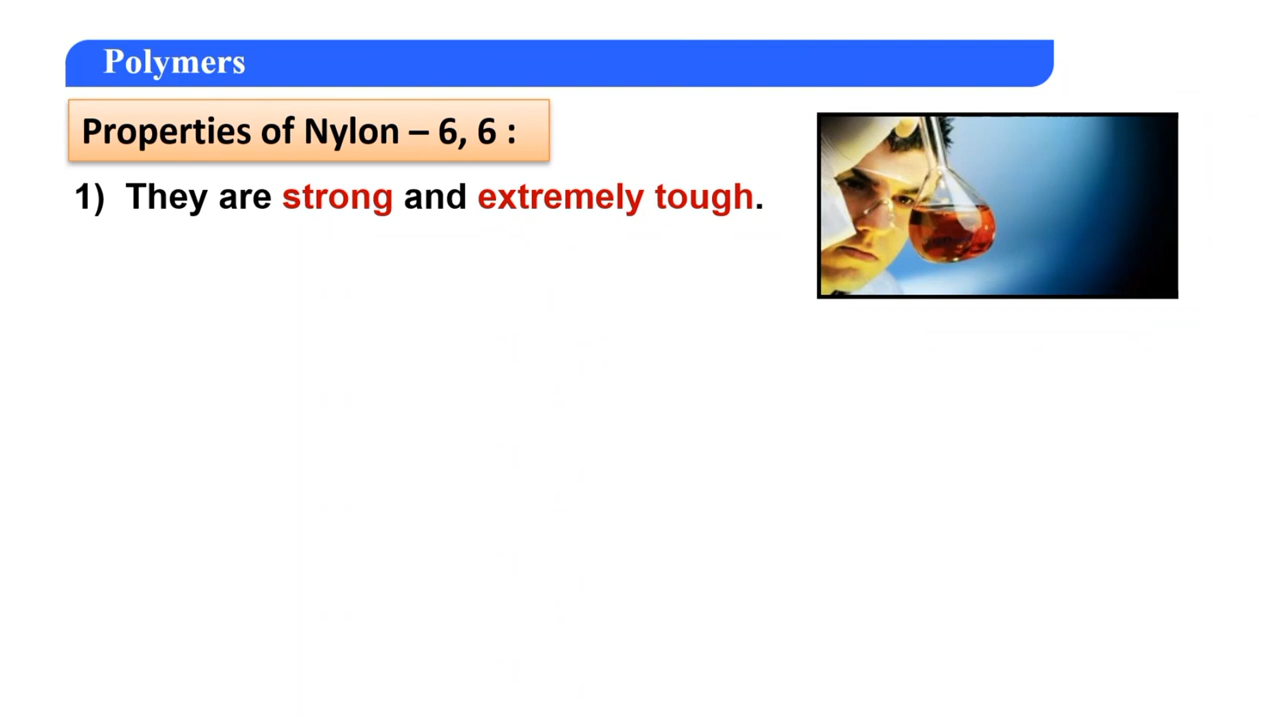 Polymers
Properties of Nylon – 6, 6 :
1) They are strong and extremely tough.